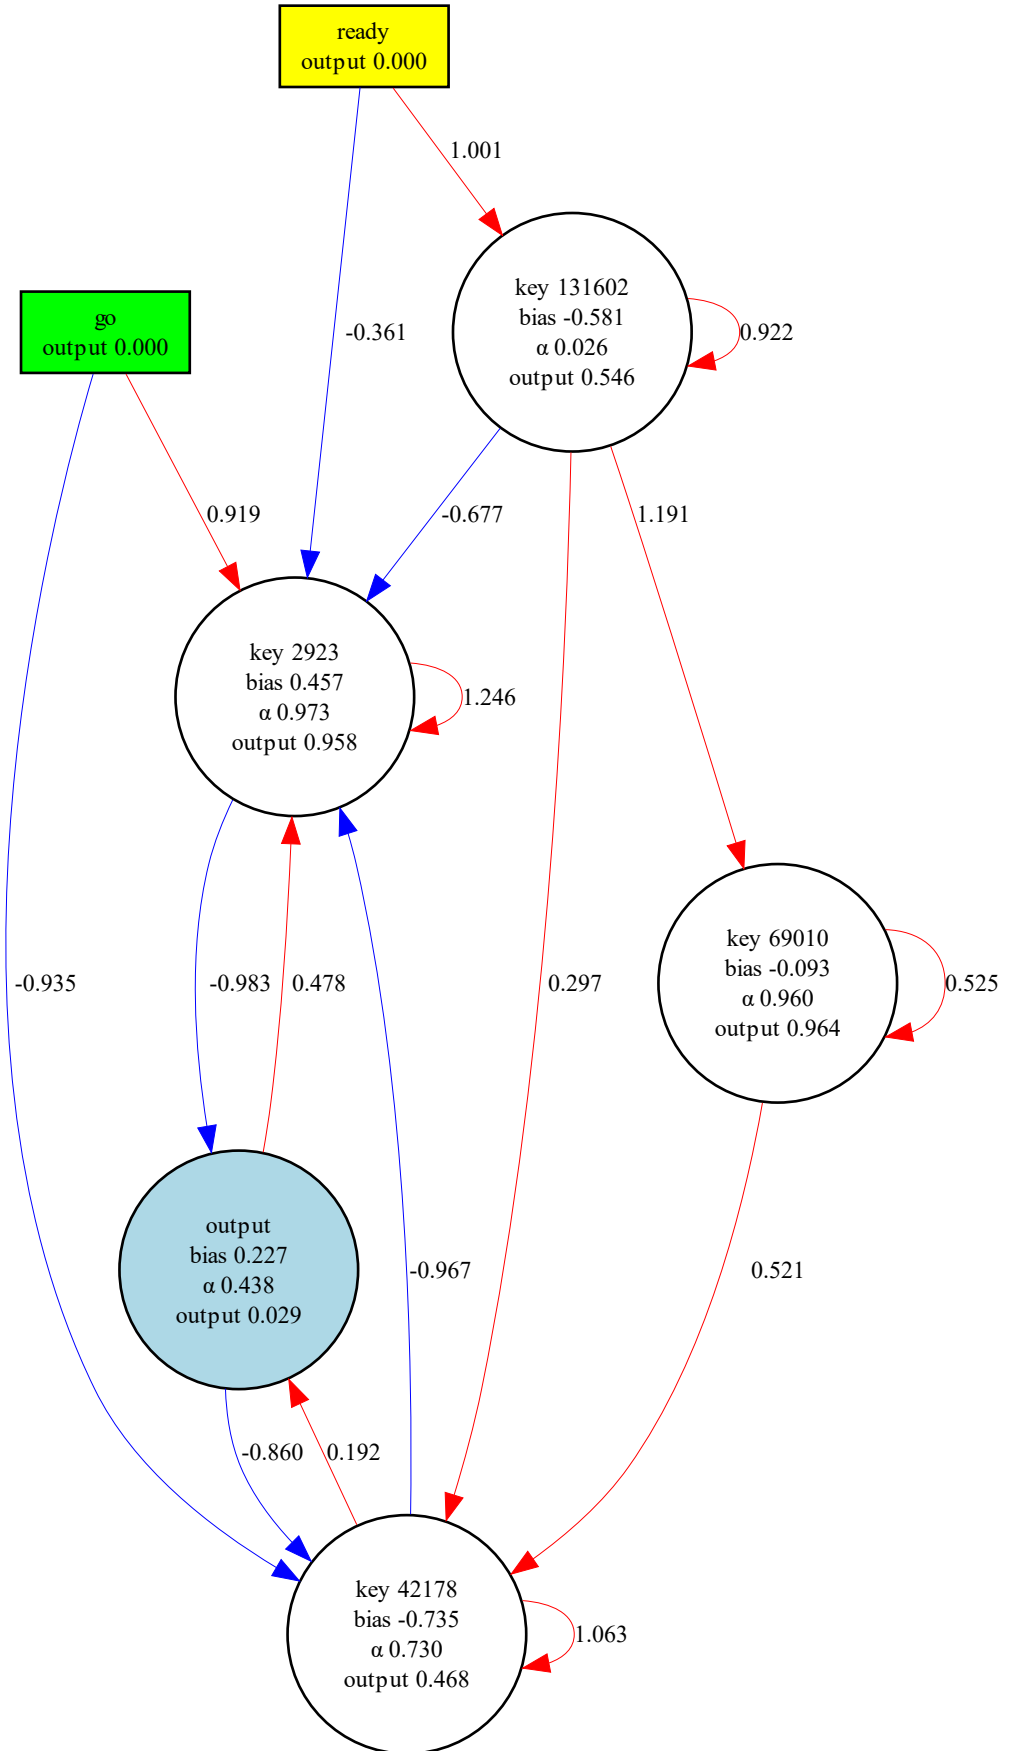 ready
output 0.000
1.001
key 131602
bias -0.581
α 0.026
output 0.546
0.922
go
output 0.000
-0.361
0.919
-0.677
1.191
key 2923
bias 0.457
α 0.973
output 0.958
1.246
key 69010
bias -0.093
α 0.960
output 0.964
0.525
-0.935
-0.983
0.478
0.297
output
bias 0.227
α 0.438
output 0.029
-0.967
0.521
-0.860
0.192
key 42178
bias -0.735
α 0.730
output 0.468
1.063